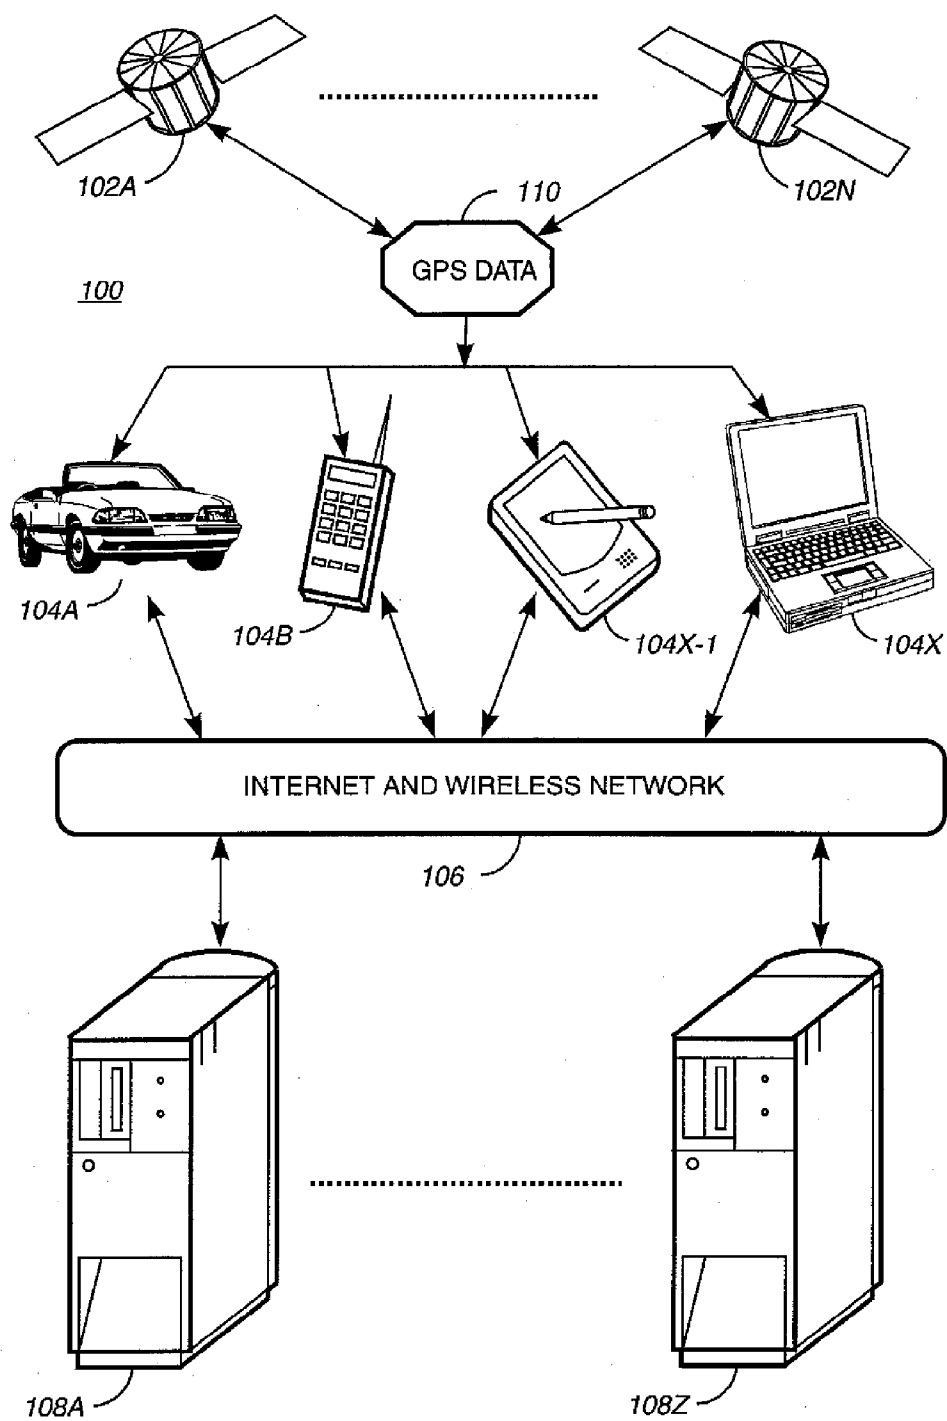 102A
102N
110
GPS DATA
100
104A
104B
104X-1
104X
INTERNET AND WIRELESS NETWORK
106
108A
108Z